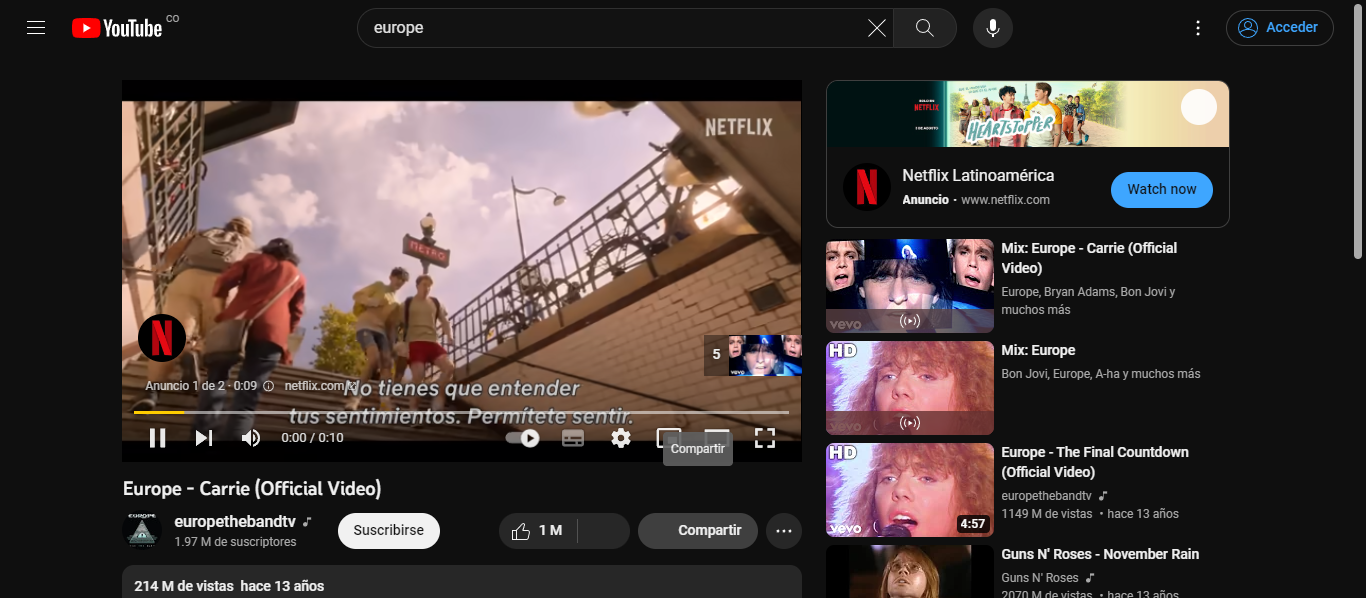 YouTube CO
europe
Acceder
NETFLIX
METRO
5
Anuncio 1 de 2 · 0:09 netflix.com
No tienes que entender
tus sentimientos. Permítete sentir.
0:00 / 0:10
Compartir
Europe - Carrie (Official Video)
EUROPE
europethebandtv
1.97 M de suscriptores
Suscribirse
1 M
Compartir
214 M de vistas hace 13 años
SOLO EN
NETFLIX
HEARTSTOPPER
N
Netflix Latinoamérica
Anuncio · www.netflix.com
Watch now
vevo
Mix: Europe - Carrie (Official
Video)
Europe, Bryan Adams, Bon Jovi y
muchos más
HD
Mix: Europe
Bon Jovi, Europe, A-ha y muchos más
HD
vevo
4:57
Europe - The Final Countdown
(Official Video)
europethebandtv
1149 M de vistas • hace 13 años
Guns N' Roses - November Rain
Guns N' Roses
2070 M de vistas • hace 13 años